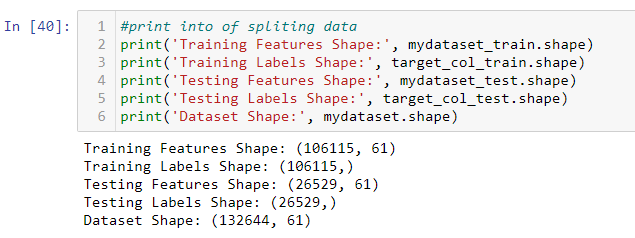 In [40]:
1 #print into of spliting data
2 print('Training Features Shape:', mydataset_train.shape)
3 print('Training Labels Shape:', target_col_train.shape)
4 print('Testing Features Shape:', mydataset_test.shape)
5 print('Testing Labels Shape:', target_col_test.shape)
6 print('Dataset Shape:', mydataset.shape)
Training Features Shape: (106115, 61)
Training Labels Shape: (106115,)
Testing Features Shape: (26529, 61)
Testing Labels Shape: (26529,)
Dataset Shape: (132644, 61)